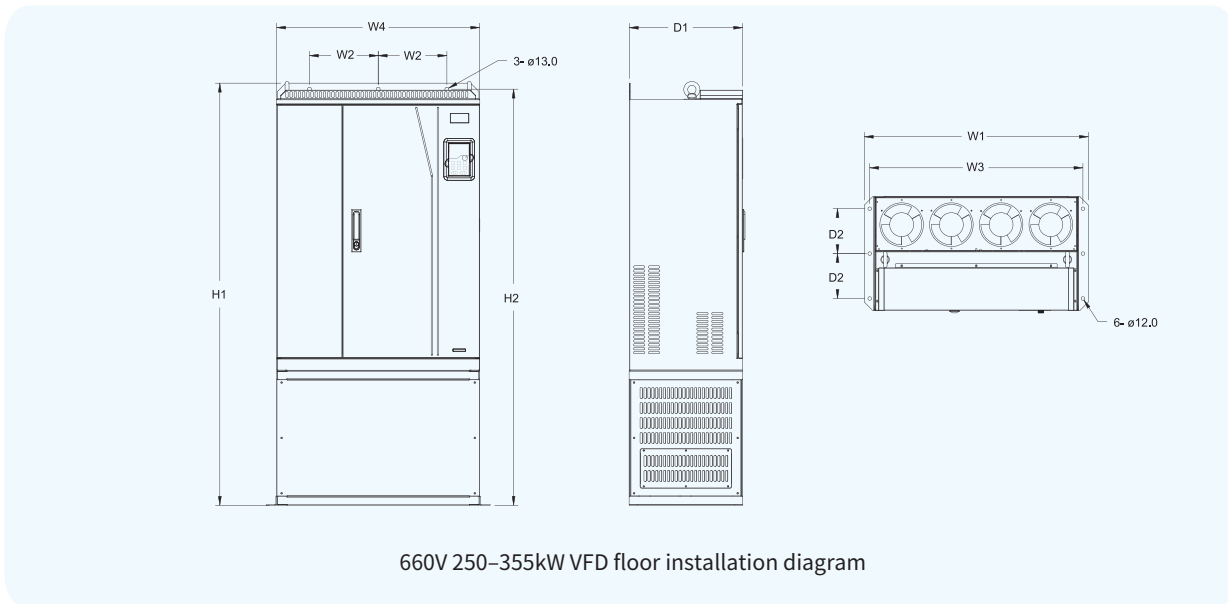 W4
D1
W2
W2
3- ø13.0
W1
W3
D2
D2
H1
H2
6- ø12.0
660V 250–355kW VFD floor installation diagram